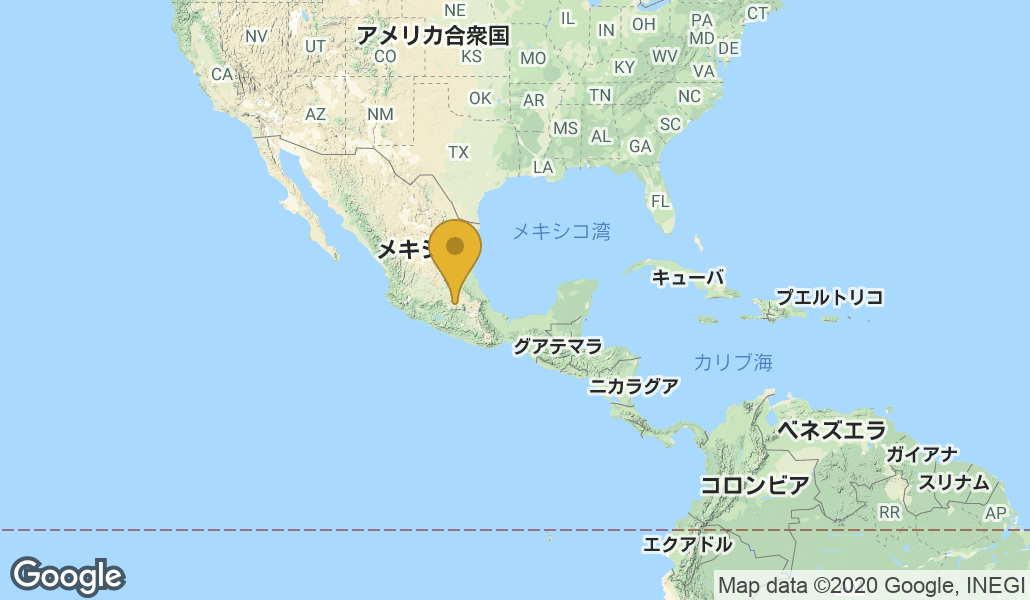 NE
IL
IN
OH
PA
CT
NV
UT
CO
アメリカ合衆国
KS
MO
KY
WV
MD
DE
VA
CA
AZ
NM
OK
AR
TN
NC
MS
AL
SC
GA
TX
LA
FL
メキシ
メキシコ湾
キューバ
プエルトリコ
グアテマラ
カリブ海
ニカラグア
ベネズエラ
ガイアナ
コロンビア
スリナム
RR
AP
エクアドル
Google
Map data ©2020 Google, INEGI